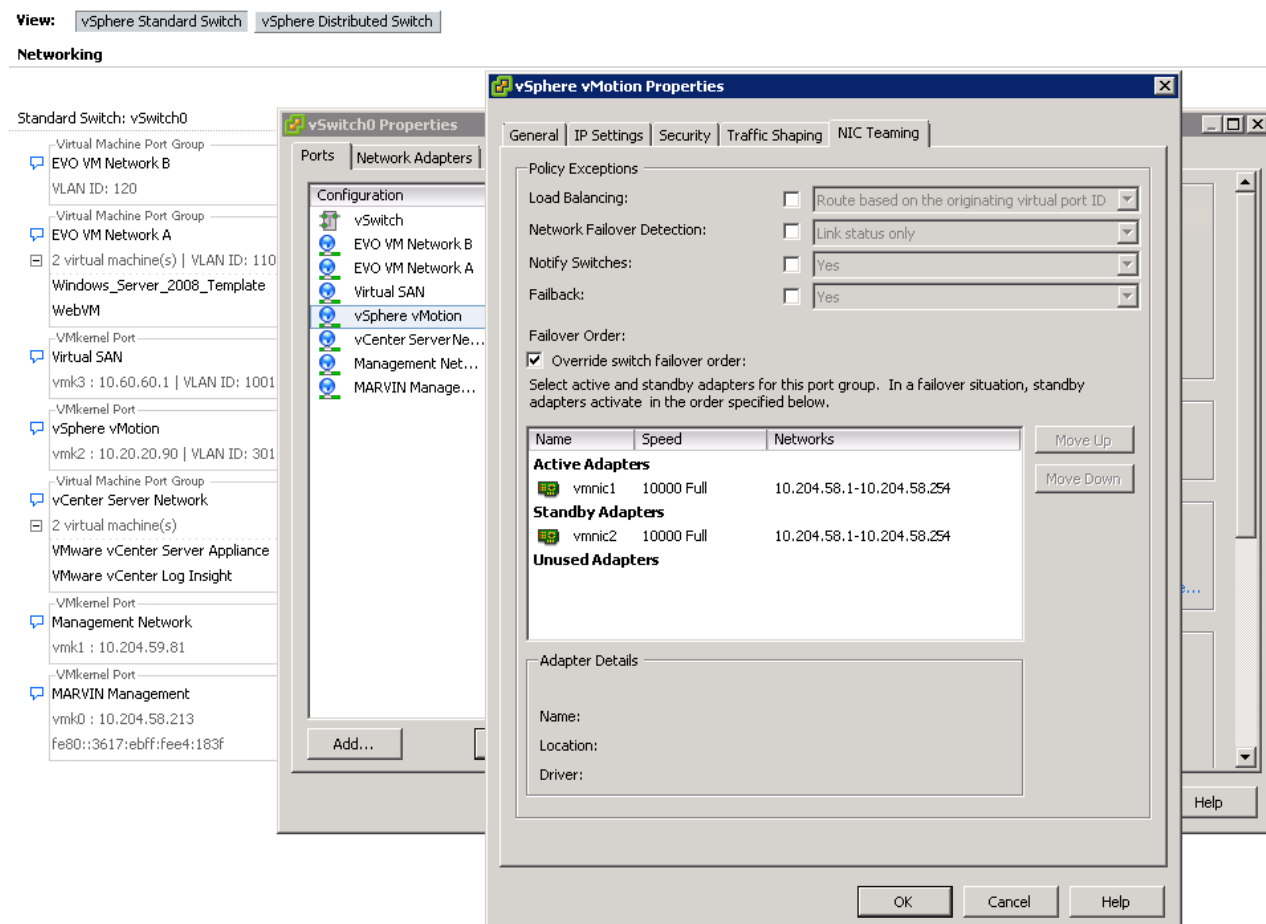 View: vSphere Standard Switch vSphere Distributed Switch
Networking
Standard Switch: vSwitch0
Virtual Machine Port Group
EVO VM Network B
VLAN ID: 120
Virtual Machine Port Group
EVO VM Network A
2 virtual machine(s) | VLAN ID: 110
Windows_Server_2008_Template
WebVM
VMkernel Port
Virtual SAN
vmk3 : 10.60.60.1 | VLAN ID: 1001
VMkernel Port
vSphere vMotion
vmk2 : 10.20.20.90 | VLAN ID: 301
Virtual Machine Port Group
vCenter Server Network
2 virtual machine(s)
VMware vCenter Server Appliance
VMware vCenter Log Insight
VMkernel Port
Management Network
vmk1 : 10.204.59.81
VMkernel Port
MARVIN Management
vmk0 : 10.204.58.213
fe80::3617:ebff:fee4:183f
vSwitch0 Properties
Ports Network Adapters
Configuration
vSwitch
EVO VM Network B
EVO VM Network A
Virtual SAN
vSphere vMotion
vCenter Server Ne...
Management Net...
MARVIN Manage...
Add...
vSphere vMotion Properties
General IP Settings Security Traffic Shaping NIC Teaming
Policy Exceptions
Load Balancing: Route based on the originating virtual port ID
Network Failover Detection: Link status only
Notify Switches: Yes
Failback: Yes
Failover Order:
Override switch failover order:
Select active and standby adapters for this port group. In a failover situation, standby
adapters activate in the order specified below.
Name Speed Networks
Active Adapters
vmnic1 10000 Full 10.204.58.1-10.204.58.254
Standby Adapters
vmnic2 10000 Full 10.204.58.1-10.204.58.254
Unused Adapters
Move Up
Move Down
Adapter Details
Name:
Location:
Driver:
OK Cancel Help
Help